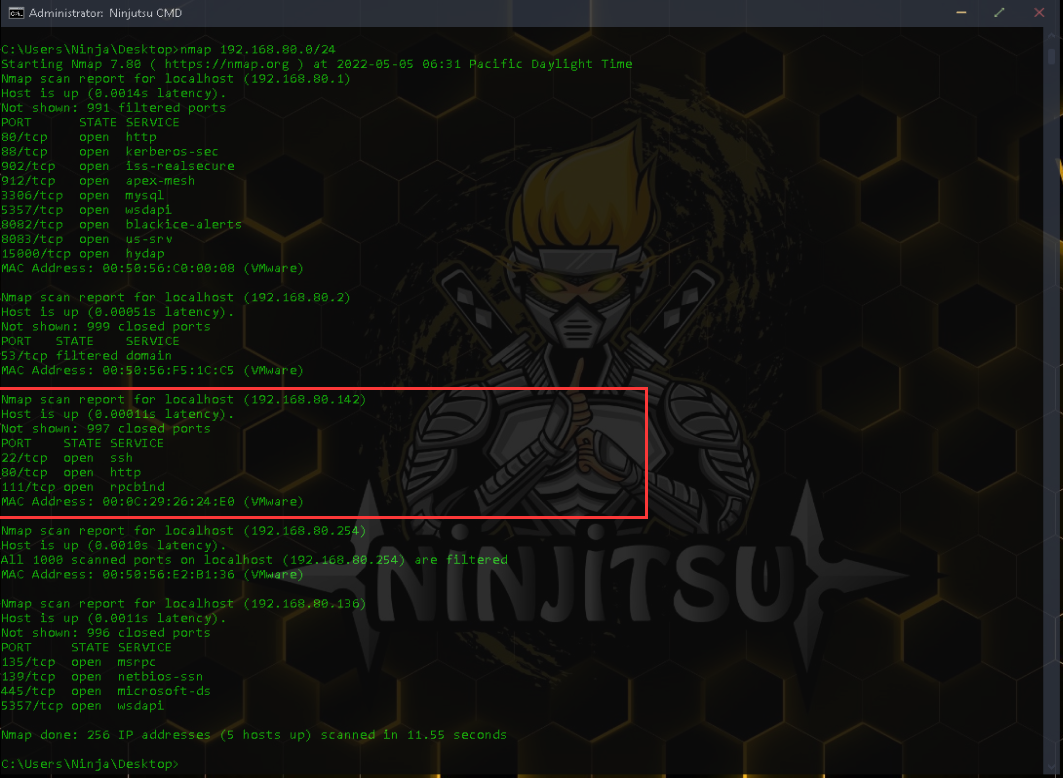 Administrator: Ninjutsu CMD
C:\Users\Ninja\Desktop>nmap 192.168.80.0/24
Starting Nmap 7.80 ( https://nmap.org ) at 2022-05-05 06:31 Pacific Daylight Time
Nmap scan report for localhost (192.168.80.1)
Host is up (0.0014s latency).
Not shown: 991 filtered ports
PORT      STATE SERVICE
80/tcp    open  http
88/tcp    open  kerberos-sec
902/tcp   open  iss-realsecure
912/tcp   open  apex-mesh
3306/tcp  open  mysql
5357/tcp  open  wsdapi
8082/tcp  open  blackice-alerts
8083/tcp  open  us-srv
15000/tcp open  hydap
MAC Address: 00:50:56:C0:00:08 (VMware)
Nmap scan report for localhost (192.168.80.2)
Host is up (0.00051s latency).
Not shown: 999 closed ports
PORT   STATE    SERVICE
53/tcp filtered domain
MAC Address: 00:50:56:F5:1C:C5 (VMware)
Nmap scan report for localhost (192.168.80.142)
Host is up (0.00011s latency).
Not shown: 997 closed ports
PORT    STATE SERVICE
22/tcp  open  ssh
80/tcp  open  http
111/tcp open  rpcbind
MAC Address: 00:0C:29:26:24:E0 (VMware)
Nmap scan report for localhost (192.168.80.254)
Host is up (0.0010s latency).
All 1000 scanned ports on localhost (192.168.80.254) are filtered
MAC Address: 00:50:56:E2:B1:36 (VMware)
NiNJiTSU
Nmap scan report for localhost (192.168.80.136)
Host is up (0.0011s latency).
Not shown: 996 closed ports
PORT     STATE SERVICE
135/tcp  open  msrpc
139/tcp  open  netbios-ssn
445/tcp  open  microsoft-ds
5357/tcp open  wsdapi
Nmap done: 256 IP addresses (5 hosts up) scanned in 11.55 seconds
C:\Users\Ninja\Desktop>